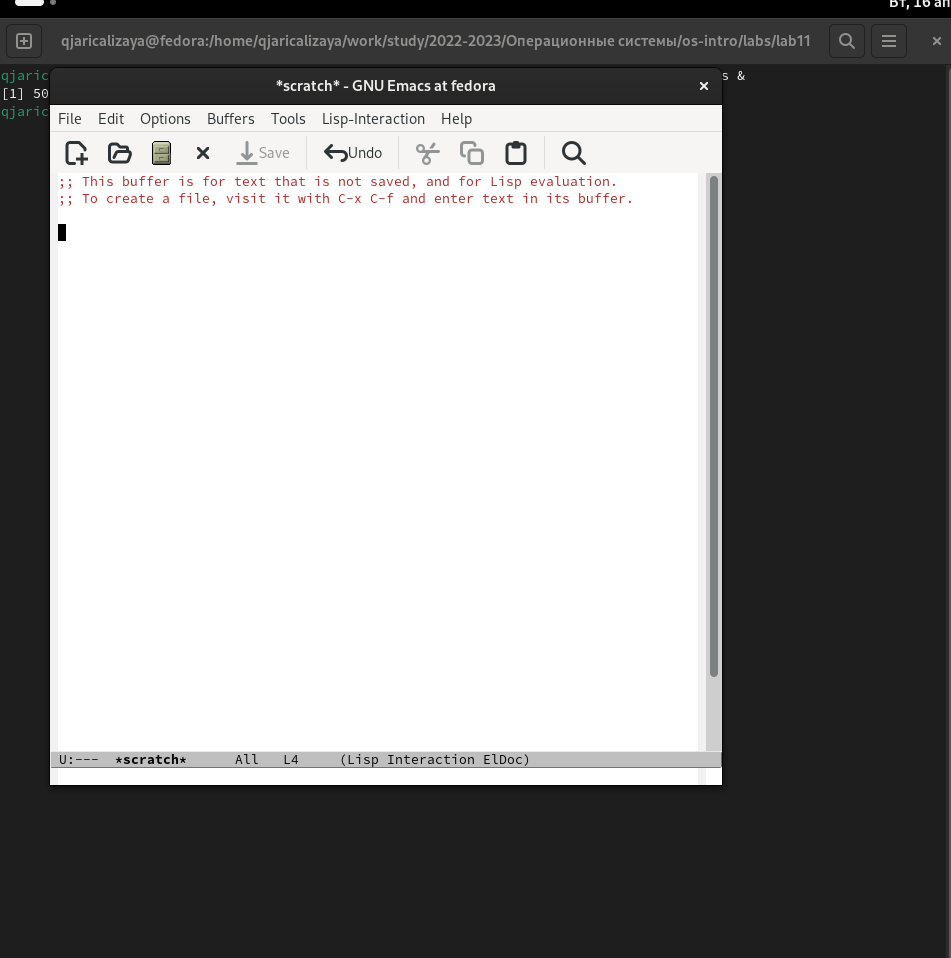 Вт, 16 ап
qjaricalizaya@fedora:/home/qjaricalizaya/work/study/2022-2023/Операционные системы/os-intro/labs/lab11
qjaric s &
[1] 50
qjaric
*scratch* - GNU Emacs at fedora
File Edit Options Buffers Tools Lisp-Interaction Help
Save Undo
;; This buffer is for text that is not saved, and for Lisp evaluation.
;; To create a file, visit it with C-x C-f and enter text in its buffer.
U:--- *scratch* All L4 (Lisp Interaction ElDoc)